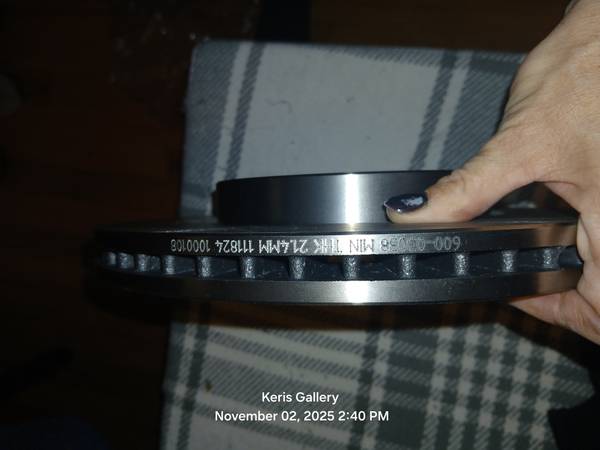 600-03058 MIN THK 21.4MM 111824 1000108
Keris Gallery
November 02, 2025 2:40 PM